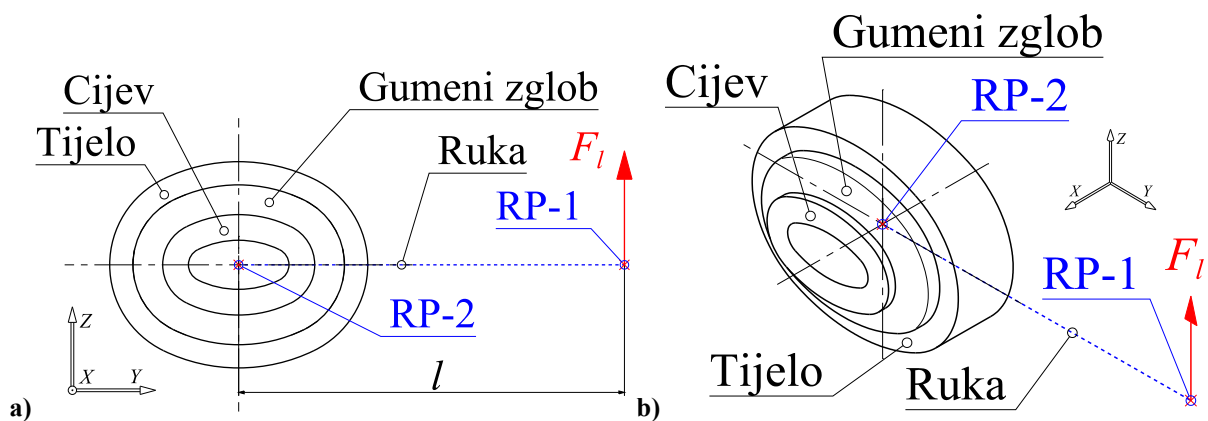 Cijev
Gumeni zglob
Tijelo
Ruka
F_l
RP-1
RP-2
Z
X
Y
l
a)
Gumeni zglob
Cijev
RP-2
Z
X
Y
RP-1
F_l
Tijelo
Ruka
b)